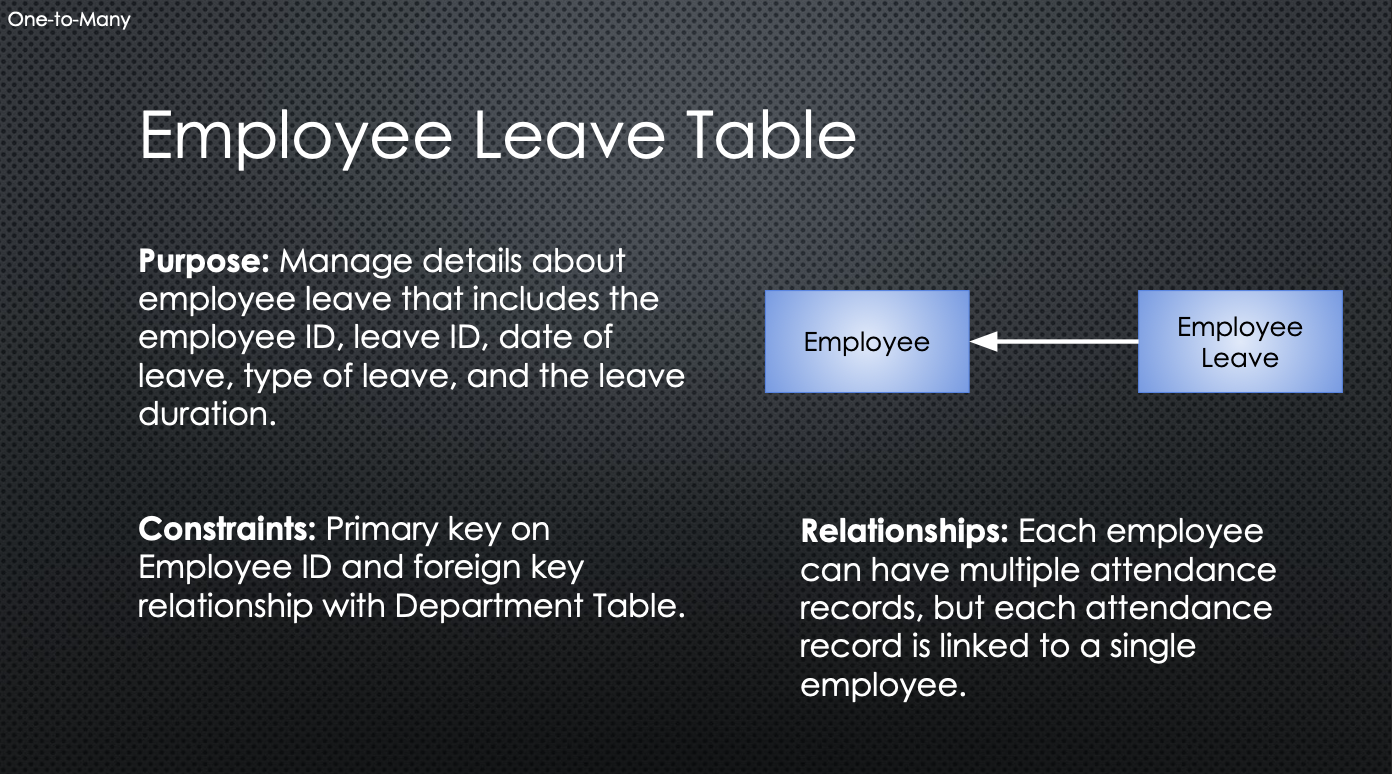 One-to-Many
Employee Leave Table
Purpose: Manage details about
employee leave that includes the
employee ID, leave ID, date of
leave, type of leave, and the leave
duration.
Employee
Employee
Leave
Constraints: Primary key on
Employee ID and foreign key
relationship with Department Table.
Relationships: Each employee
can have multiple attendance
records, but each attendance
record is linked to a single
employee.